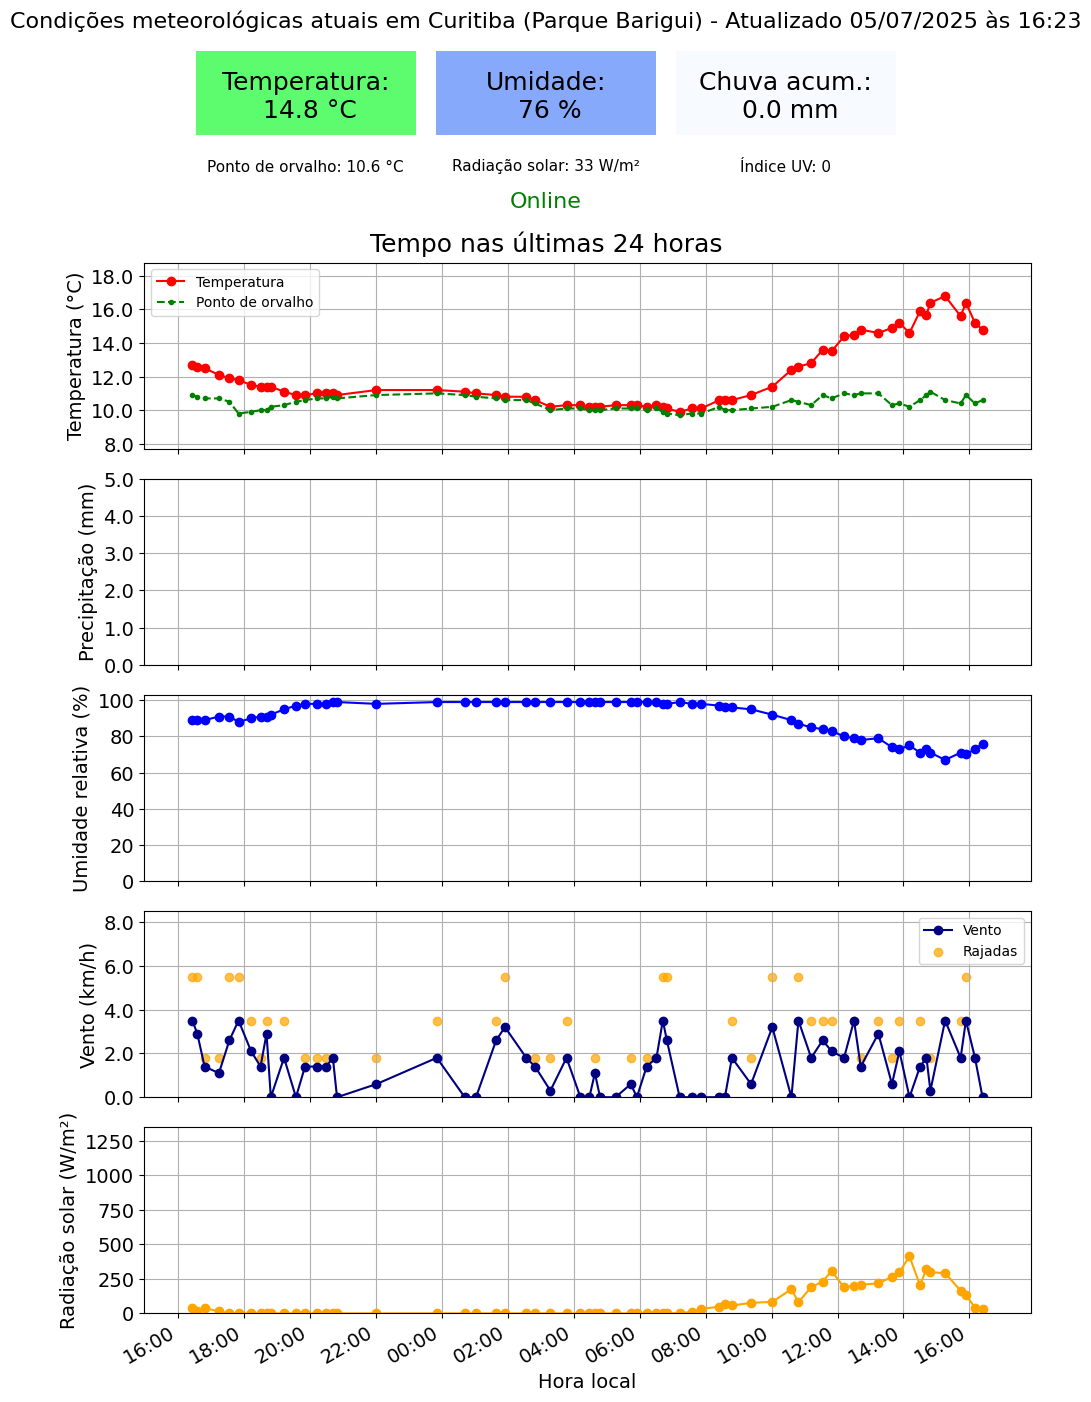 Condições meteorológicas atuais em Curitiba (Parque Barigui) - Atualizado 05/07/2025 às 16:23
Temperatura:
14.8 °C
Umidade:
76 %
Chuva acum.:
0.0 mm
Ponto de orvalho: 10.6 °C
Radiação solar: 33 W/m²
Índice UV: 0
Online
Tempo nas últimas 24 horas
Temperatura (°C)
18.0
16.0
14.0
12.0
10.0
8.0
Temperatura
Ponto de orvalho
Precipitação (mm)
5.0
4.0
3.0
2.0
1.0
0.0
Umidade relativa (%)
100
80
60
40
20
0
Vento (km/h)
8.0
6.0
4.0
2.0
0.0
Vento
Rajadas
Radiação solar (W/m²)
1250
1000
750
500
250
0
16:00
18:00
20:00
22:00
00:00
02:00
04:00
06:00
08:00
10:00
12:00
14:00
16:00
Hora local